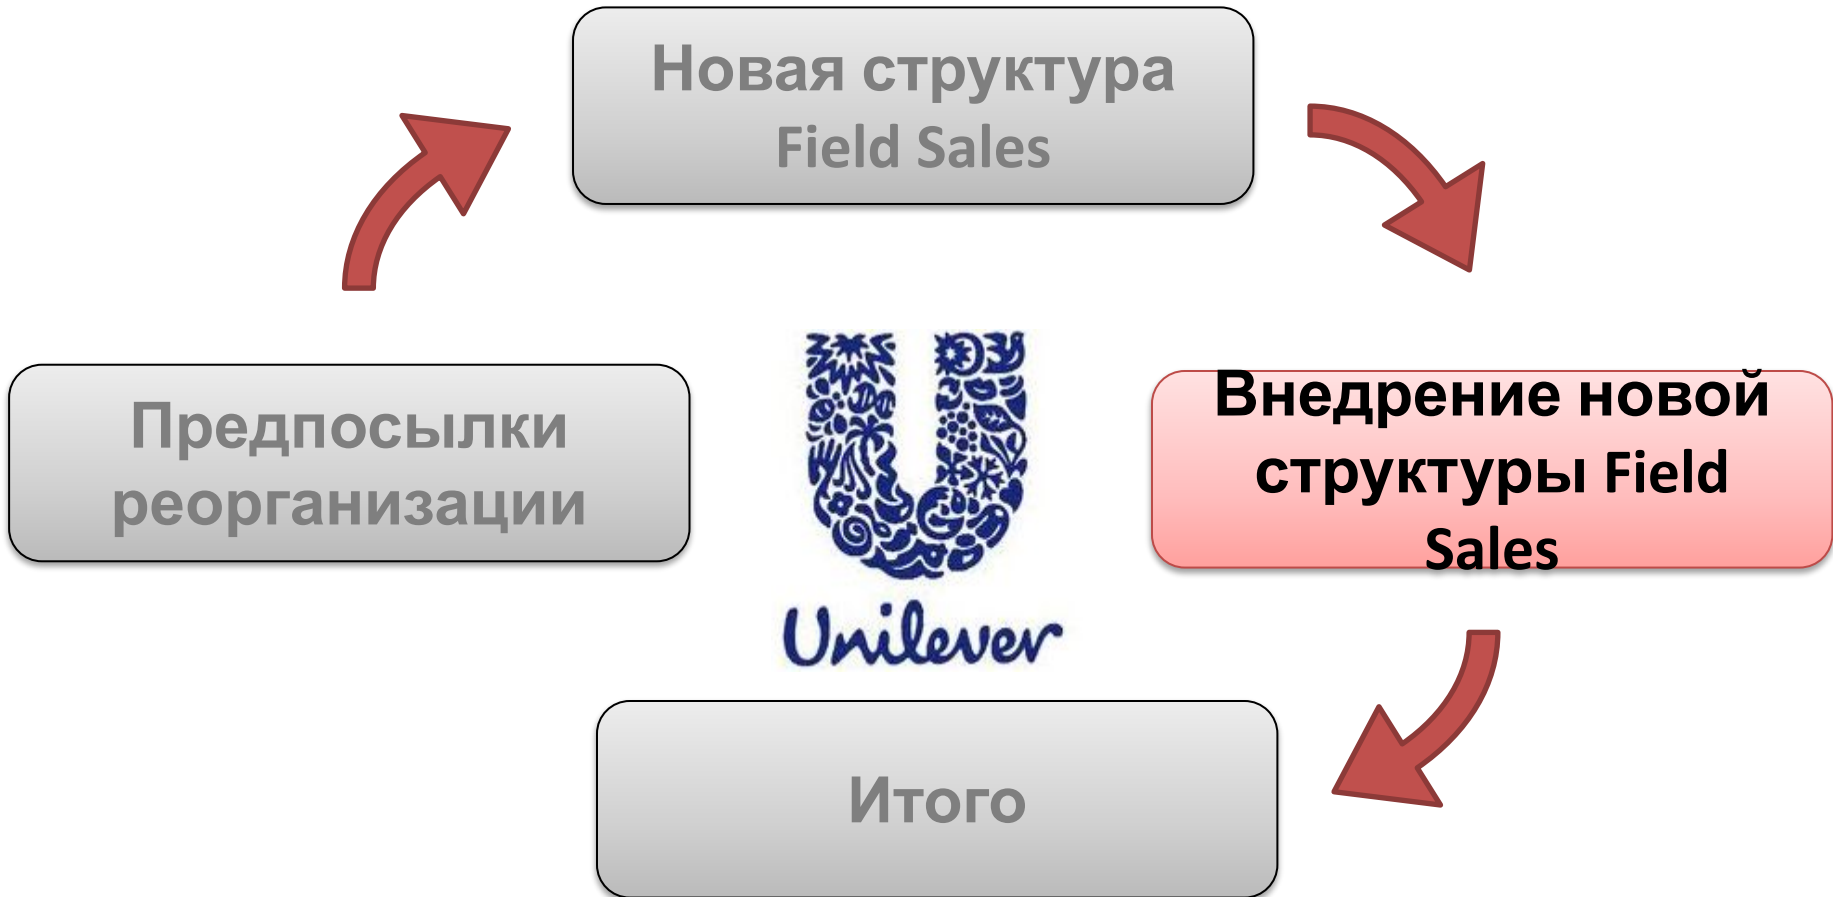 Новая структура
Field Sales
Предпосылки
реорганизации
Внедрение новой
структуры Field
Sales
Unilever
Итого